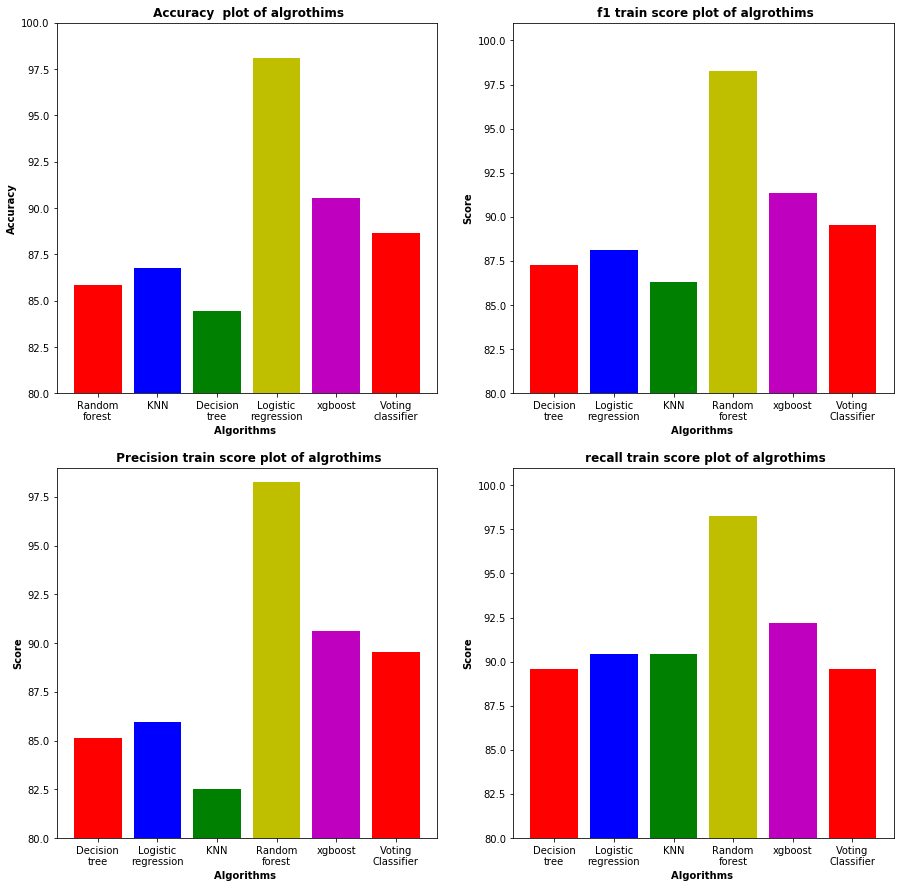 Accuracy  plot of algrothims
100.0
97.5
95.0
92.5
90.0
87.5
85.0
82.5
80.0
Accuracy
Random KNN Decision Logistic xgboost Voting
forest tree regression classifier
Algorithms
f1 train score plot of algrothims
100.0
97.5
95.0
92.5
90.0
87.5
85.0
82.5
80.0
Score
Decision Logistic KNN Random xgboost Voting
tree regression forest Classifier
Algorithms
Precision train score plot of algrothims
97.5
95.0
92.5
90.0
87.5
85.0
82.5
80.0
Score
Decision Logistic KNN Random xgboost Voting
tree regression forest Classifier
Algorithms
recall train score plot of algrothims
100.0
97.5
95.0
92.5
90.0
87.5
85.0
82.5
80.0
Score
Decision Logistic KNN Random xgboost Voting
tree regression forest Classifier
Algorithms